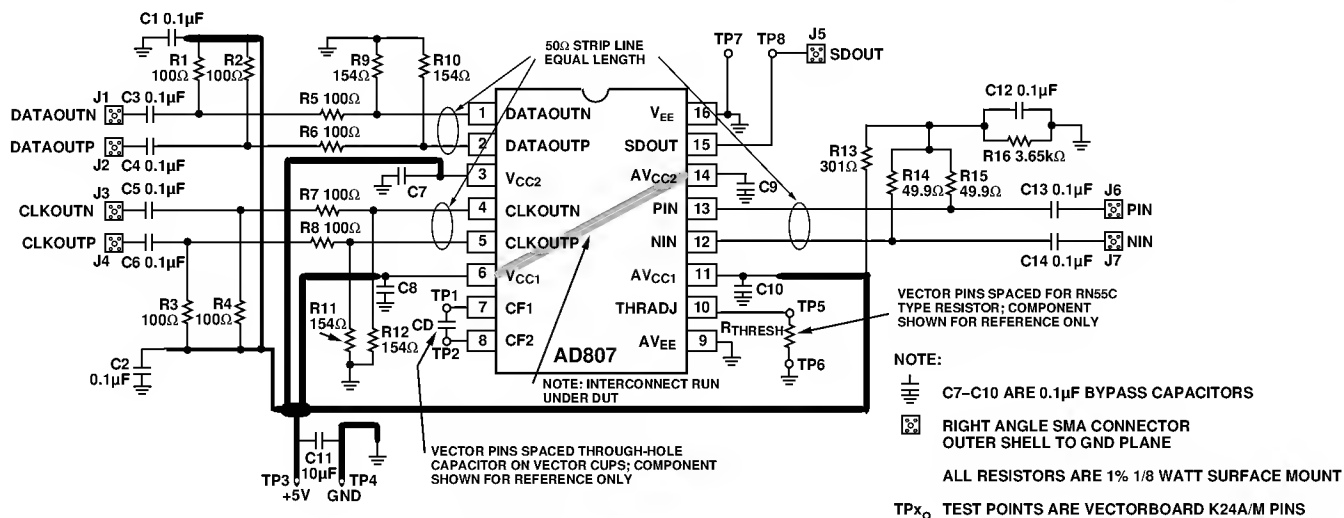 C1 0.1µF
R1
100Ω
R2
100Ω
R9
154Ω
R10
154Ω
50Ω STRIP LINE
EQUAL LENGTH
TP7
TP8
J5
SDOUT
J1
C3 0.1µF
DATAOUTN
R5 100Ω
1
DATAOUTN
VEE
16
C12 0.1µF
R16 3.65kΩ
DATAOUTP
J2
C4 0.1µF
R6 100Ω
2
DATAOUTP
SDOUT
15
R13
301Ω
R14
49.9Ω
R15
49.9Ω
C7
3
VCC2
AVCC2
14
C9
J3
C5 0.1µF
CLKOUTN
R7 100Ω
4
CLKOUTN
PIN
13
C13 0.1µF
J6
PIN
CLKOUTP
J4
C6 0.1µF
R8 100Ω
5
CLKOUTP
NIN
12
C14 0.1µF
NIN
J7
C8
6
VCC1
AVCC1
11
C10
R3
100Ω
R4
100Ω
R11
154Ω
R12
154Ω
TP1
CD
TP2
7
CF1
THRADJ
10
TP5
RTHRESH
TP6
8
CF2
AVEE
9
AD807
VECTOR PINS SPACED FOR RN55C
TYPE RESISTOR; COMPONENT
SHOWN FOR REFERENCE ONLY
C2
0.1µF
NOTE: INTERCONNECT RUN
UNDER DUT
NOTE:
C7–C10 ARE 0.1µF BYPASS CAPACITORS
RIGHT ANGLE SMA CONNECTOR
OUTER SHELL TO GND PLANE
ALL RESISTORS ARE 1% 1/8 WATT SURFACE MOUNT
TPx TEST POINTS ARE VECTORBOARD K24A/M PINS
C11
10µF
TP3
+5V
TP4
GND
VECTOR PINS SPACED THROUGH-HOLE
CAPACITOR ON VECTOR CUPS; COMPONENT
SHOWN FOR REFERENCE ONLY